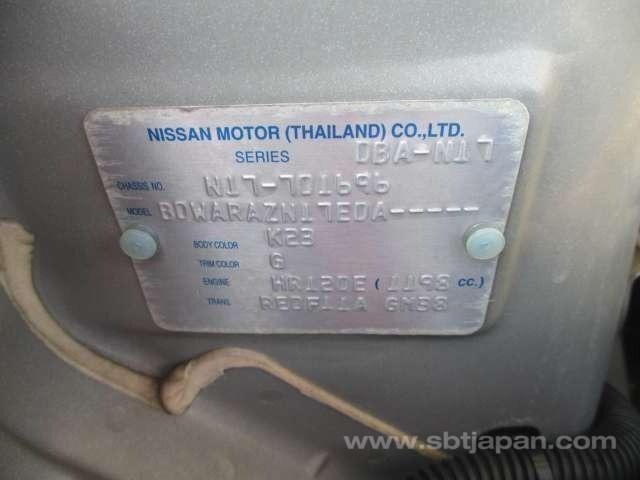 NISSAN MOTOR (THAILAND) CO.,LTD.
SERIES DBA-N17
CHASSIS NO. N17-701696
MODEL BDWARAZN17EDA-----
BODY COLOR K23
TRIM COLOR G
ENGINE HR12DE ( 1198 CC.)
TRANS. RE0F11A GM38
www.sbtjapan.com